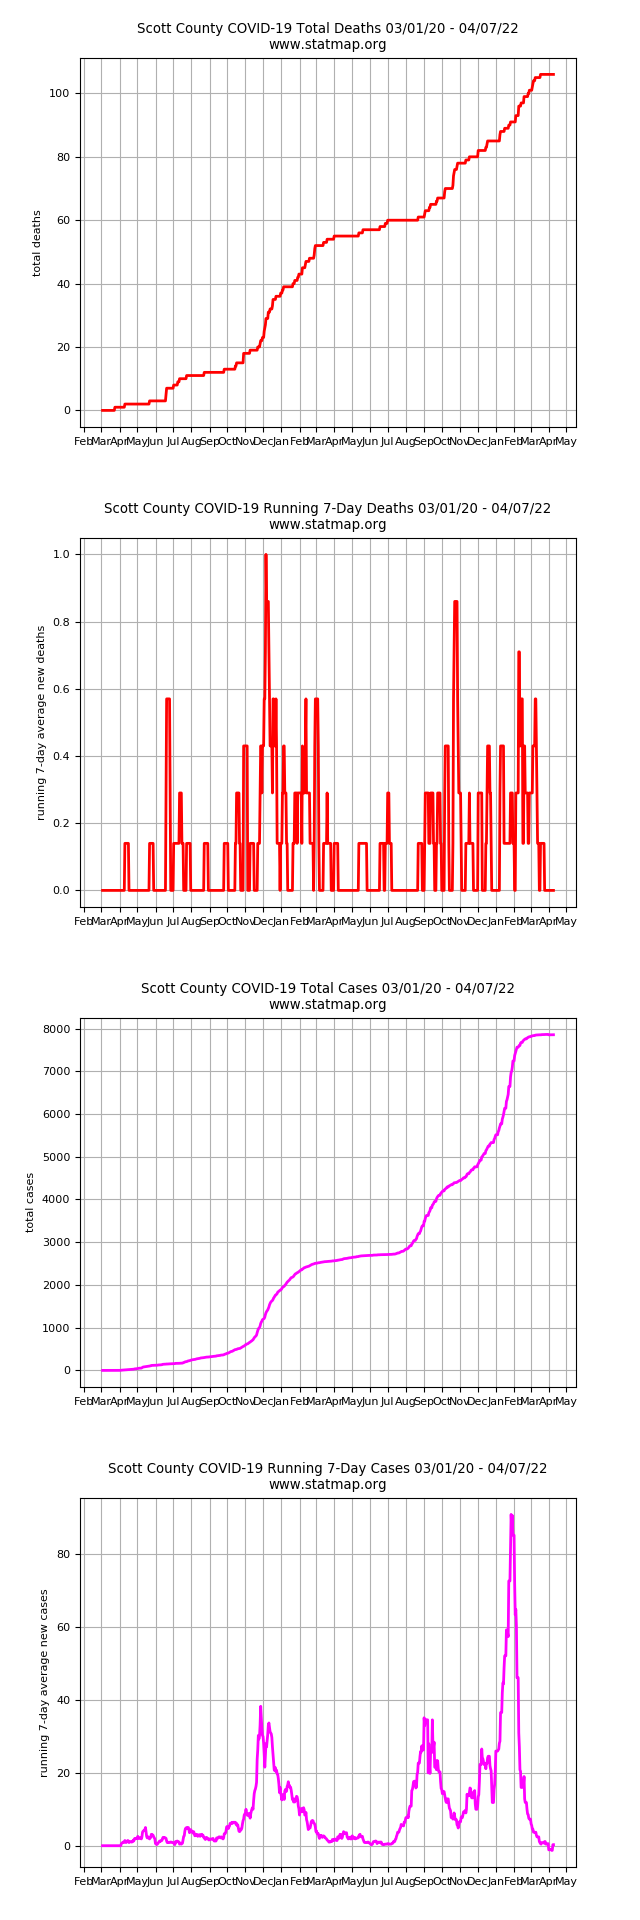 Scott County COVID-19 Total Deaths 03/01/20 - 04/07/22
www.statmap.org
100
80
60
40
20
0
total deaths
Feb Mar Apr May Jun Jul Aug Sep Oct Nov Dec Jan Feb Mar Apr May Jun Jul Aug Sep Oct Nov Dec Jan Feb Mar Apr May
Scott County COVID-19 Running 7-Day Deaths 03/01/20 - 04/07/22
www.statmap.org
1.0
0.8
0.6
0.4
0.2
0.0
running 7-day average new deaths
Feb Mar Apr May Jun Jul Aug Sep Oct Nov Dec Jan Feb Mar Apr May Jun Jul Aug Sep Oct Nov Dec Jan Feb Mar Apr May
Scott County COVID-19 Total Cases 03/01/20 - 04/07/22
www.statmap.org
8000
7000
6000
5000
4000
3000
2000
1000
0
total cases
Feb Mar Apr May Jun Jul Aug Sep Oct Nov Dec Jan Feb Mar Apr May Jun Jul Aug Sep Oct Nov Dec Jan Feb Mar Apr May
Scott County COVID-19 Running 7-Day Cases 03/01/20 - 04/07/22
www.statmap.org
80
60
40
20
0
running 7-day average new cases
Feb Mar Apr May Jun Jul Aug Sep Oct Nov Dec Jan Feb Mar Apr May Jun Jul Aug Sep Oct Nov Dec Jan Feb Mar Apr May